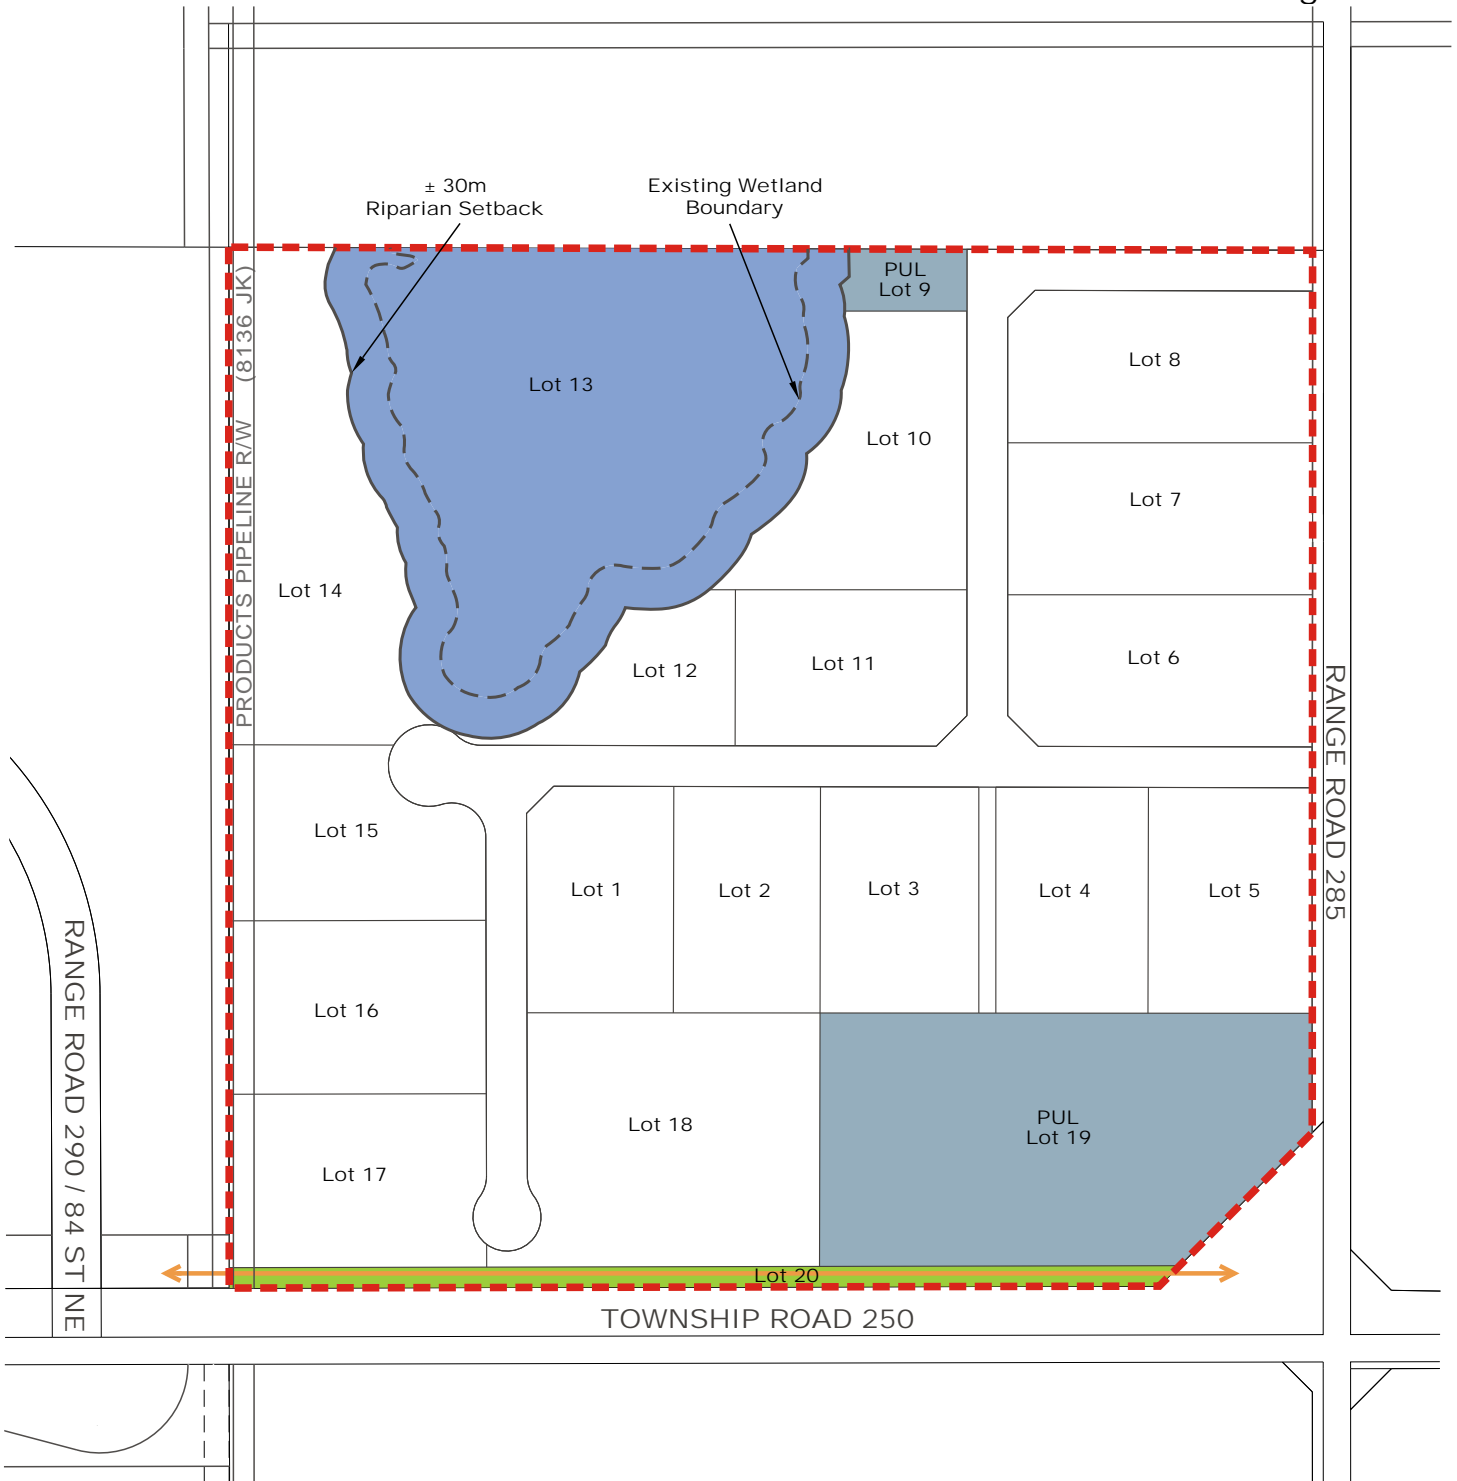 ± 30m
Riparian Setback
Existing Wetland
Boundary
PUL
Lot 9
PRODUCTS PIPELINE R/W (8136 JK)
Lot 8
Lot 13
Lot 10
Lot 7
Lot 14
Lot 6
Lot 11
Lot 12
RANGE ROAD 285
Lot 15
Lot 1
Lot 2
Lot 3
Lot 4
Lot 5
RANGE ROAD 290 / 84 ST NE
Lot 16
Lot 18
PUL
Lot 19
Lot 17
Lot 20
TOWNSHIP ROAD 250